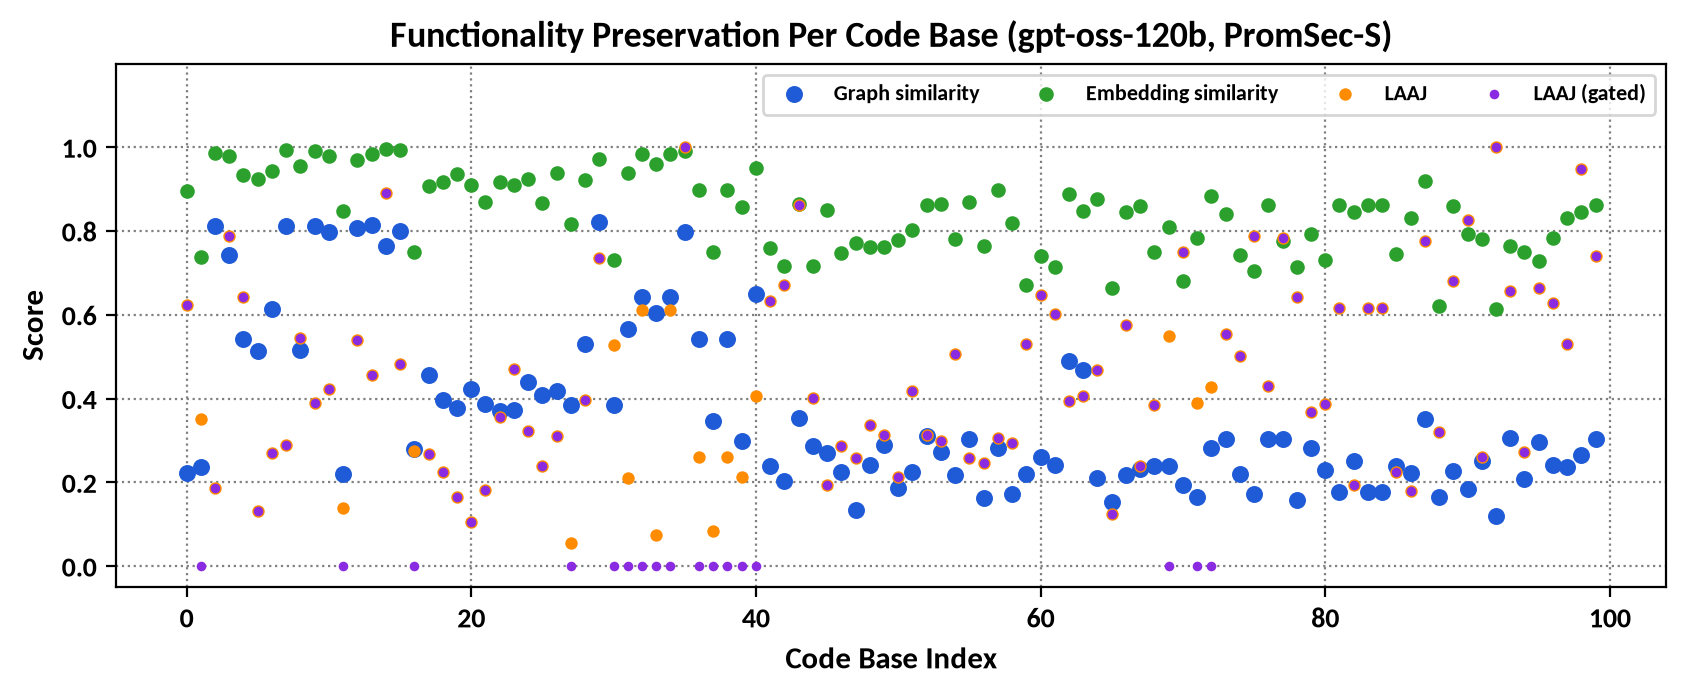 Functionality Preservation Per Code Base (gpt-oss-120b, PromSec-S)
Graph similarity Embedding similarity LAAJ LAAJ (gated)
Score
1.0
0.8
0.6
0.4
0.2
0.0
0 20 40 60 80 100
Code Base Index